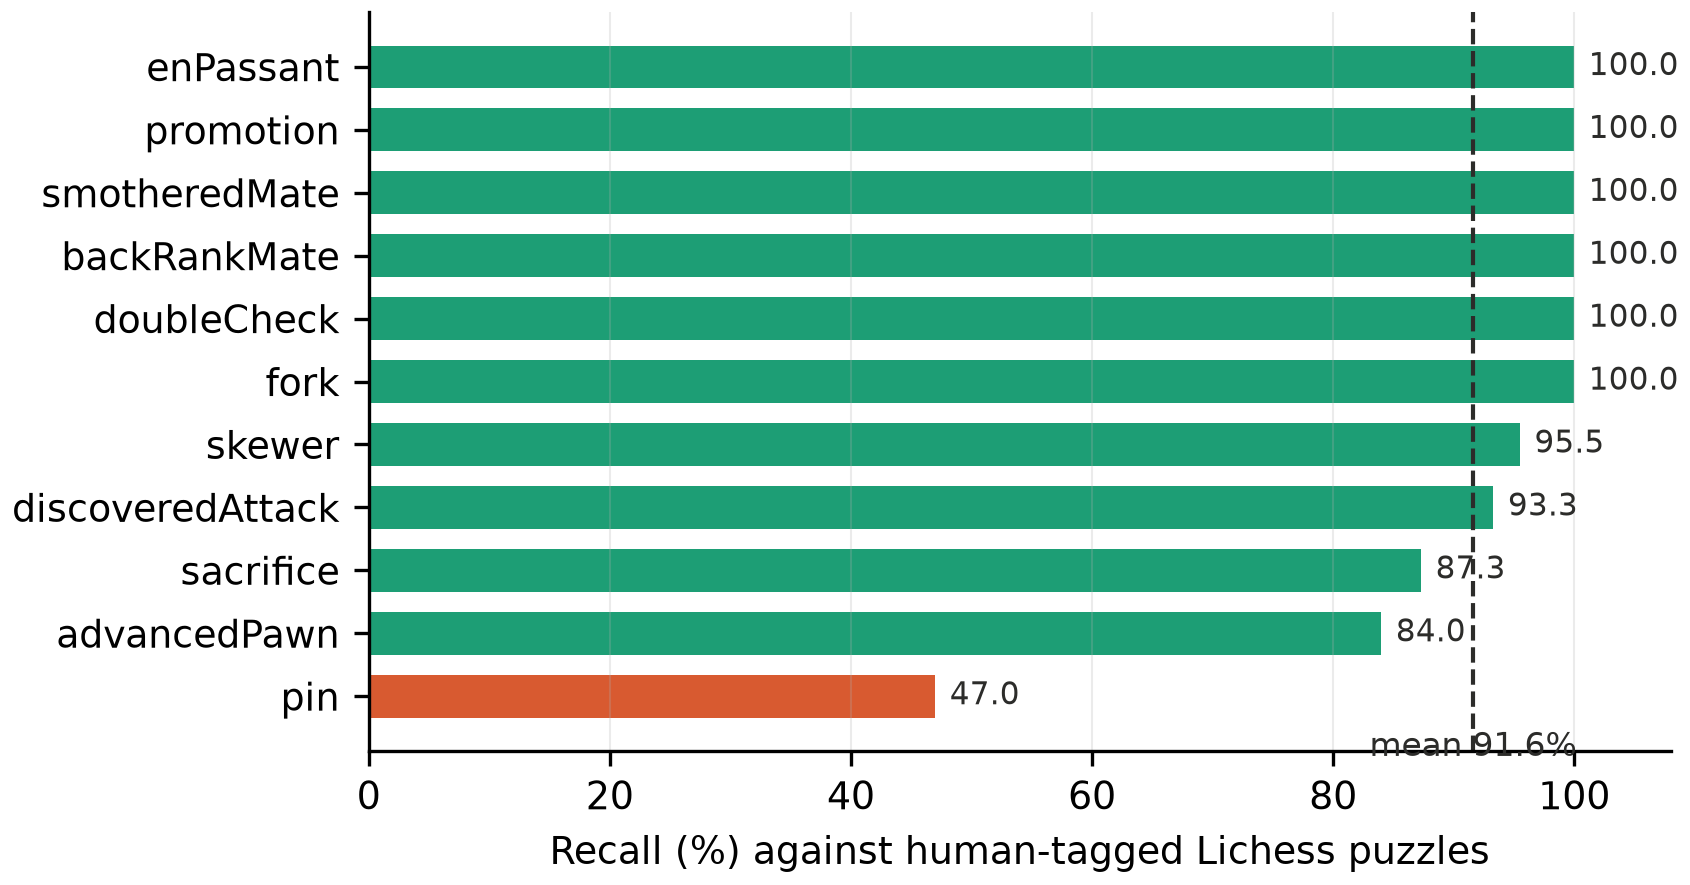 enPassant 100.0
promotion 100.0
smotheredMate 100.0
backRankMate 100.0
doubleCheck 100.0
fork 100.0
skewer 95.5
discoveredAttack 93.3
sacrifice 87.3
advancedPawn 84.0
pin 47.0
mean 91.6%
0 20 40 60 80 100
Recall (%) against human-tagged Lichess puzzles